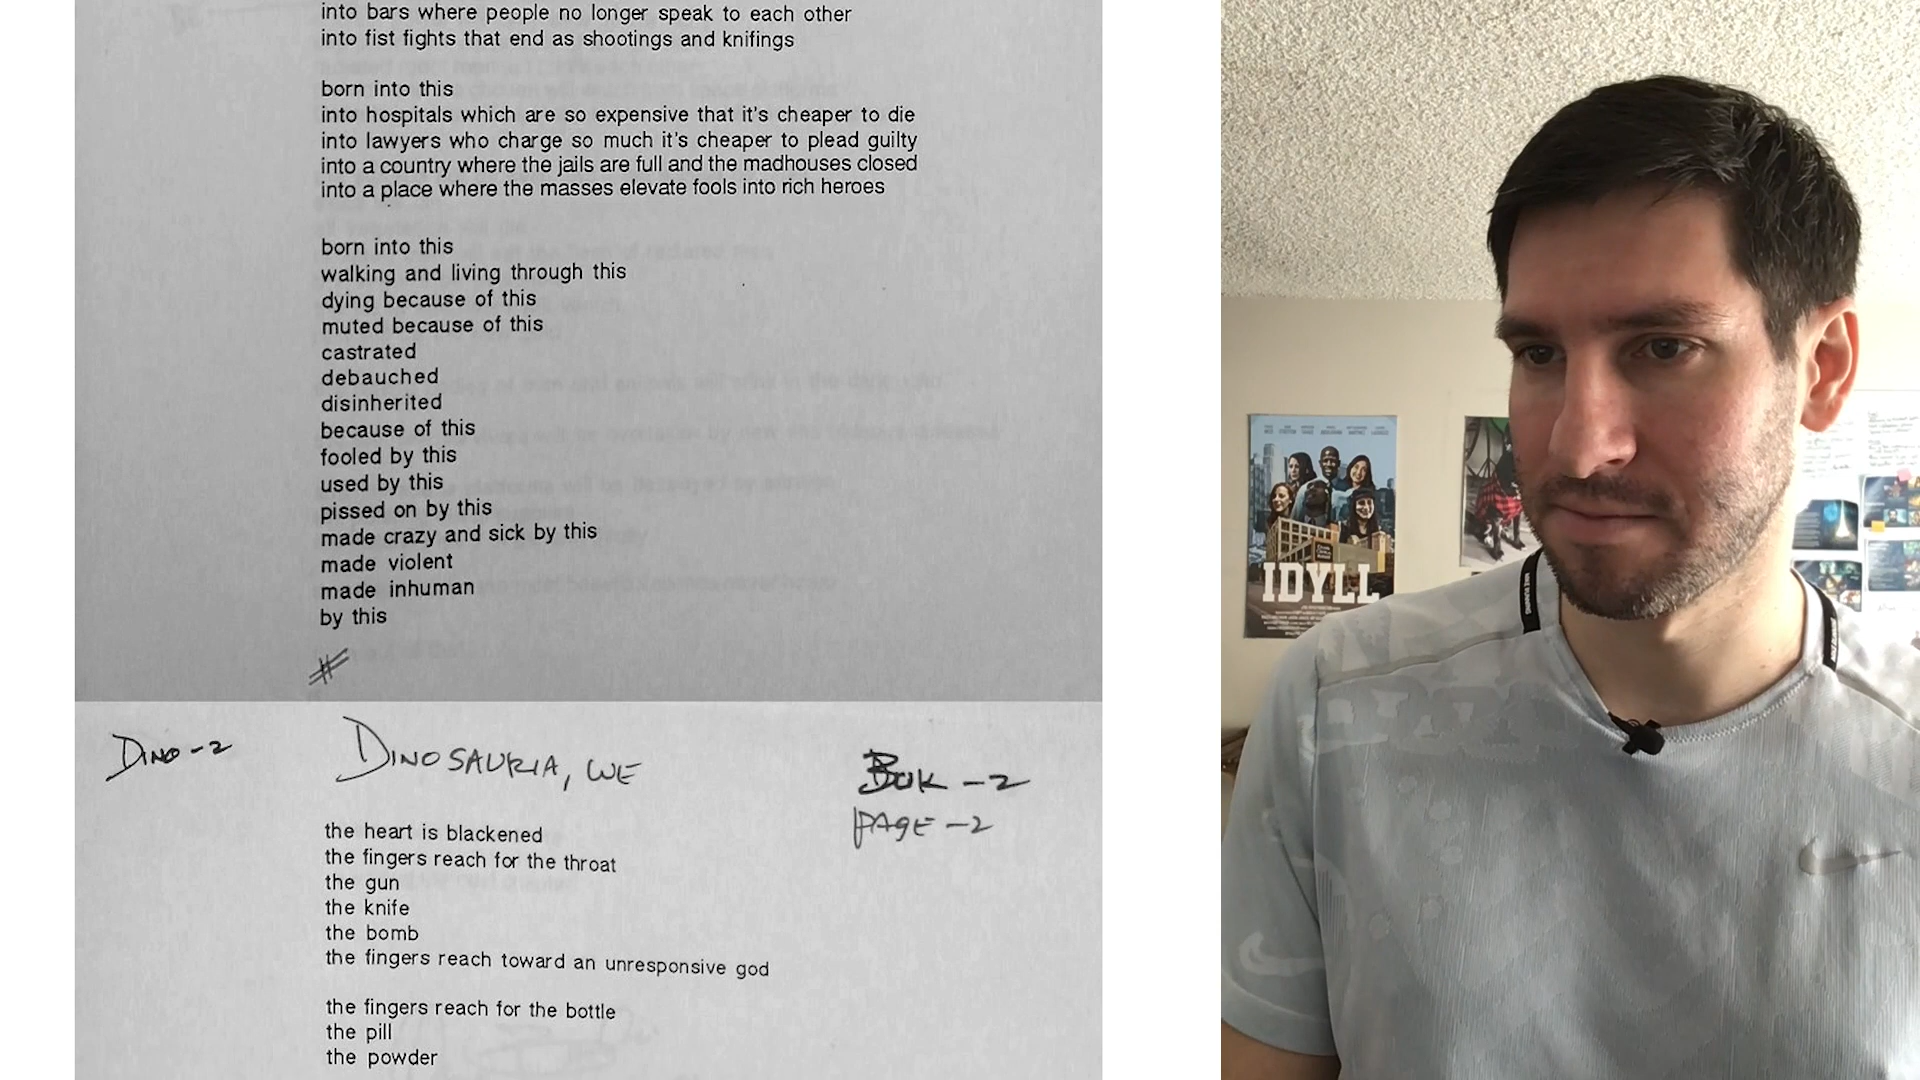 into bars where people no longer speak to each other
into fist fights that end as shootings and knifings
born into this
into hospitals which are so expensive that it's cheaper to die
into lawyers who charge so much it's cheaper to plead guilty
into a country where the jails are full and the madhouses closed
into a place where the masses elevate fools into rich heroes
born into this
walking and living through this
dying because of this
muted because of this
castrated
debauched
disinherited
because of this
fooled by this
used by this
pissed on by this
made crazy and sick by this
made violent
made inhuman
by this
#
DINO-2
DINOSAURIA, WE
BUK-2
PAGE-2
the heart is blackened
the fingers reach for the throat
the gun
the knife
the bomb
the fingers reach toward an unresponsive god
the fingers reach for the bottle
the pill
the powder
IDYLL
NIKE RUNNING